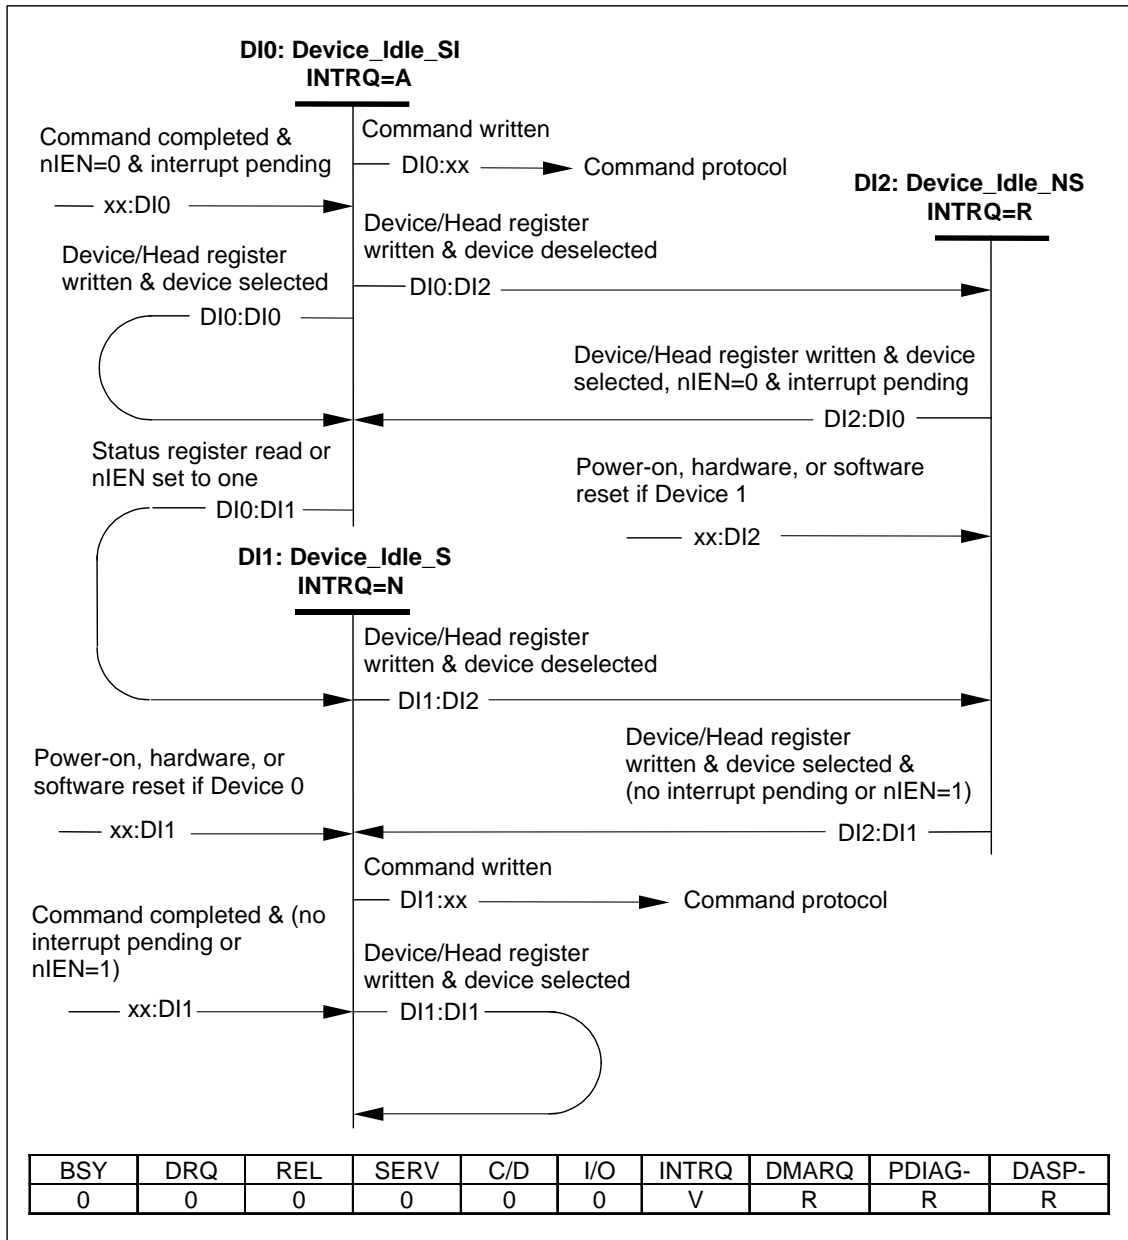 DI0: Device_Idle_SI
INTRQ=A
Command completed &
nIEN=0 & interrupt pending
xx:DI0
Command written
DI0:xx
Command protocol
DI2: Device_Idle_NS
INTRQ=R
Device/Head register
written & device deselected
DI0:DI2
Device/Head register
written & device selected
DI0:DI0
Device/Head register written & device
selected, nIEN=0 & interrupt pending
DI2:DI0
Status register read or
nIEN set to one
DI0:DI1
Power-on, hardware, or software
reset if Device 1
xx:DI2
DI1: Device_Idle_S
INTRQ=N
Device/Head register
written & device deselected
DI1:DI2
Power-on, hardware, or
software reset if Device 0
xx:DI1
Device/Head register
written & device selected &
(no interrupt pending or nIEN=1)
DI2:DI1
Command written
DI1:xx
Command protocol
Command completed & (no
interrupt pending or
nIEN=1)
xx:DI1
Device/Head register
written & device selected
DI1:DI1
BSY DRQ REL SERV C/D I/O INTRQ DMARQ PDIAG- DASP-
0 0 0 0 0 0 V R R R